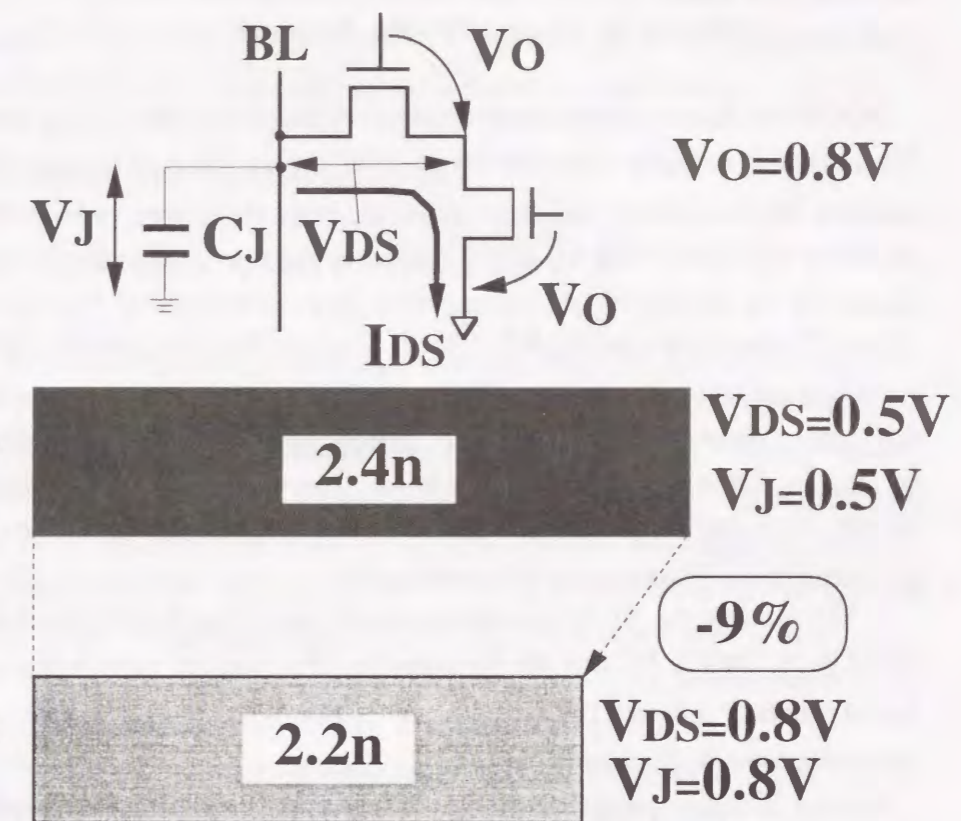 BL
VO
VO=0.8V
VJ
CJ
VDS
VO
IDS
2.4n
VDS=0.5V
VJ=0.5V
-9%
2.2n
VDS=0.8V
VJ=0.8V